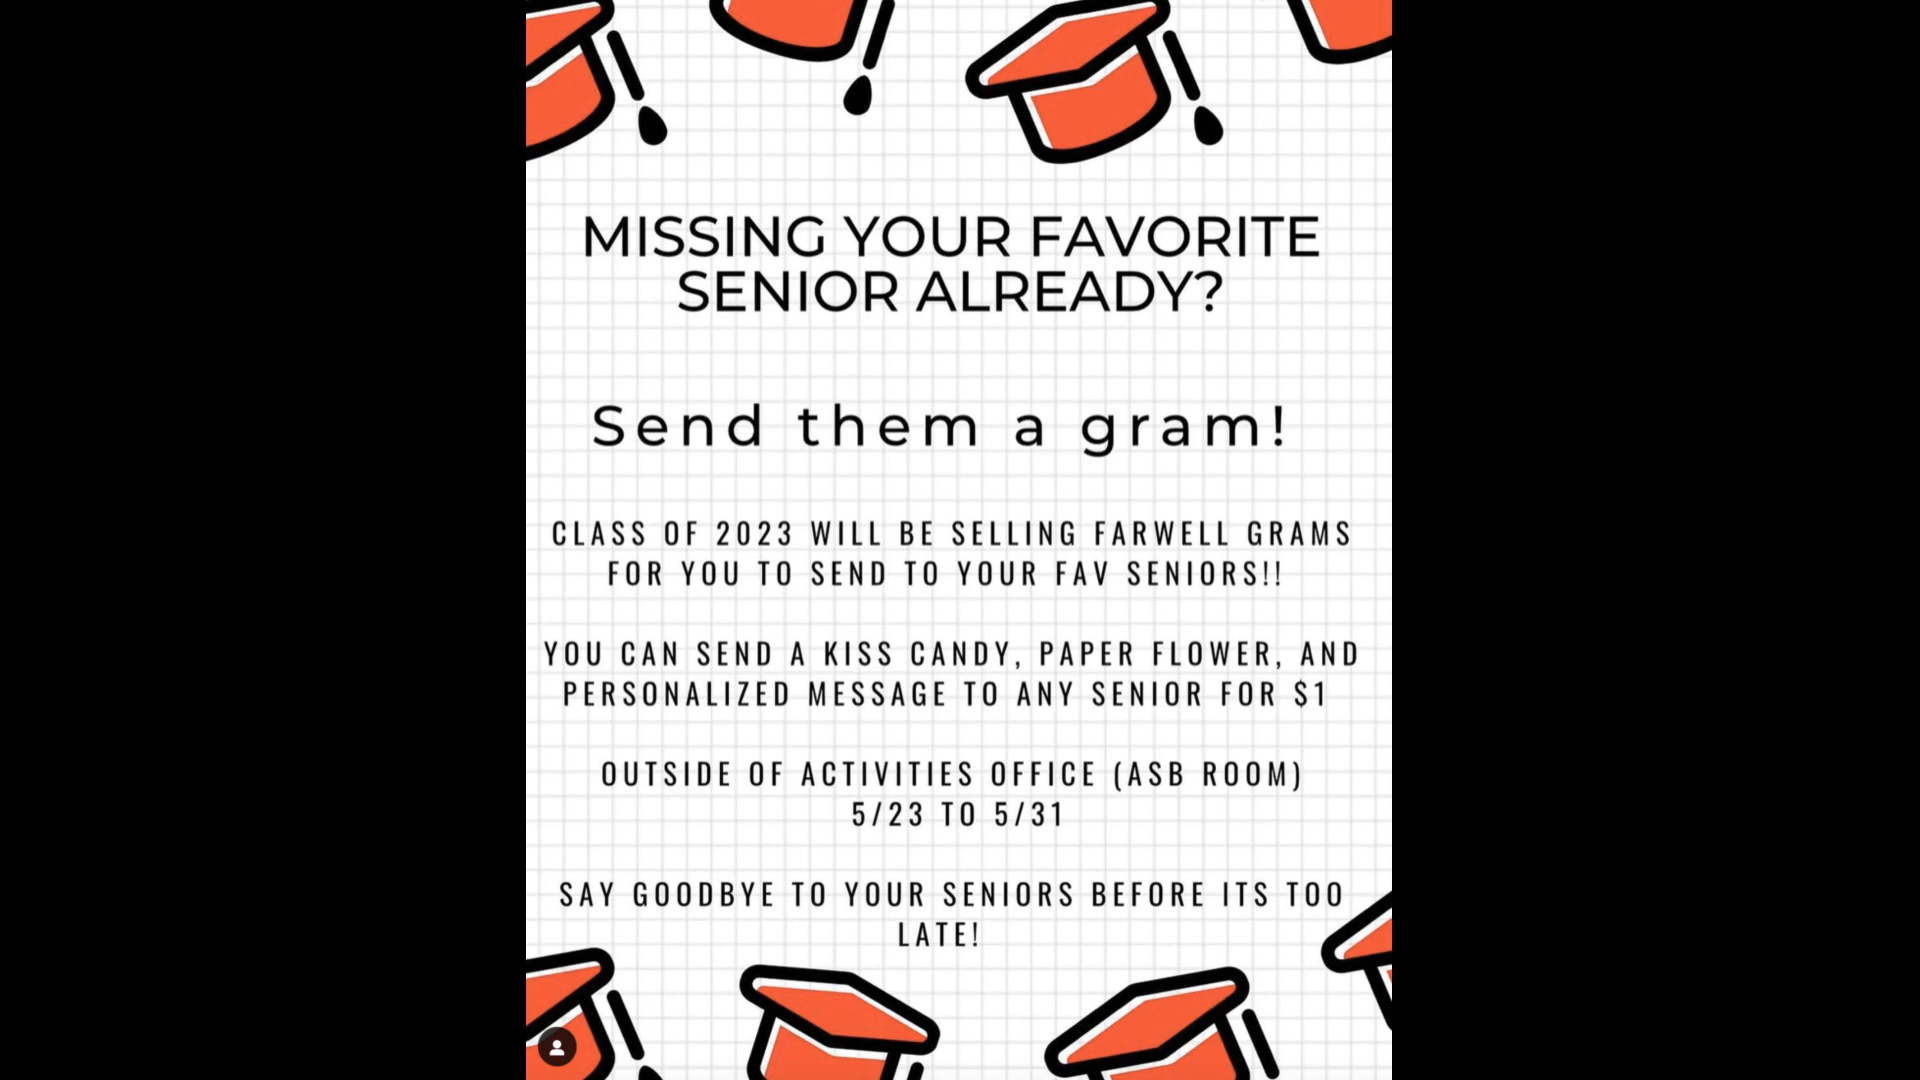 MISSING YOUR FAVORITE
SENIOR ALREADY?
Send them a gram!
CLASS OF 2023 WILL BE SELLING FARWELL GRAMS
FOR YOU TO SEND TO YOUR FAV SENIORS!!
YOU CAN SEND A KISS CANDY, PAPER FLOWER, AND
PERSONALIZED MESSAGE TO ANY SENIOR FOR $1
OUTSIDE OF ACTIVITIES OFFICE (ASB ROOM)
5/23 TO 5/31
SAY GOODBYE TO YOUR SENIORS BEFORE ITS TOO
LATE!